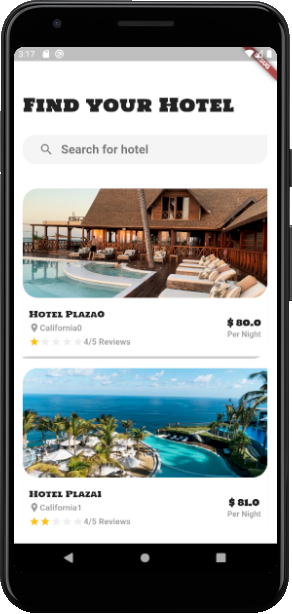 3:17
Find your Hotel
Search for hotel
Hotel Plaza0
California0
4/5 Reviews
$ 80.0
Per Night
Hotel Plaza1
California1
4/5 Reviews
$ 81.0
Per Night